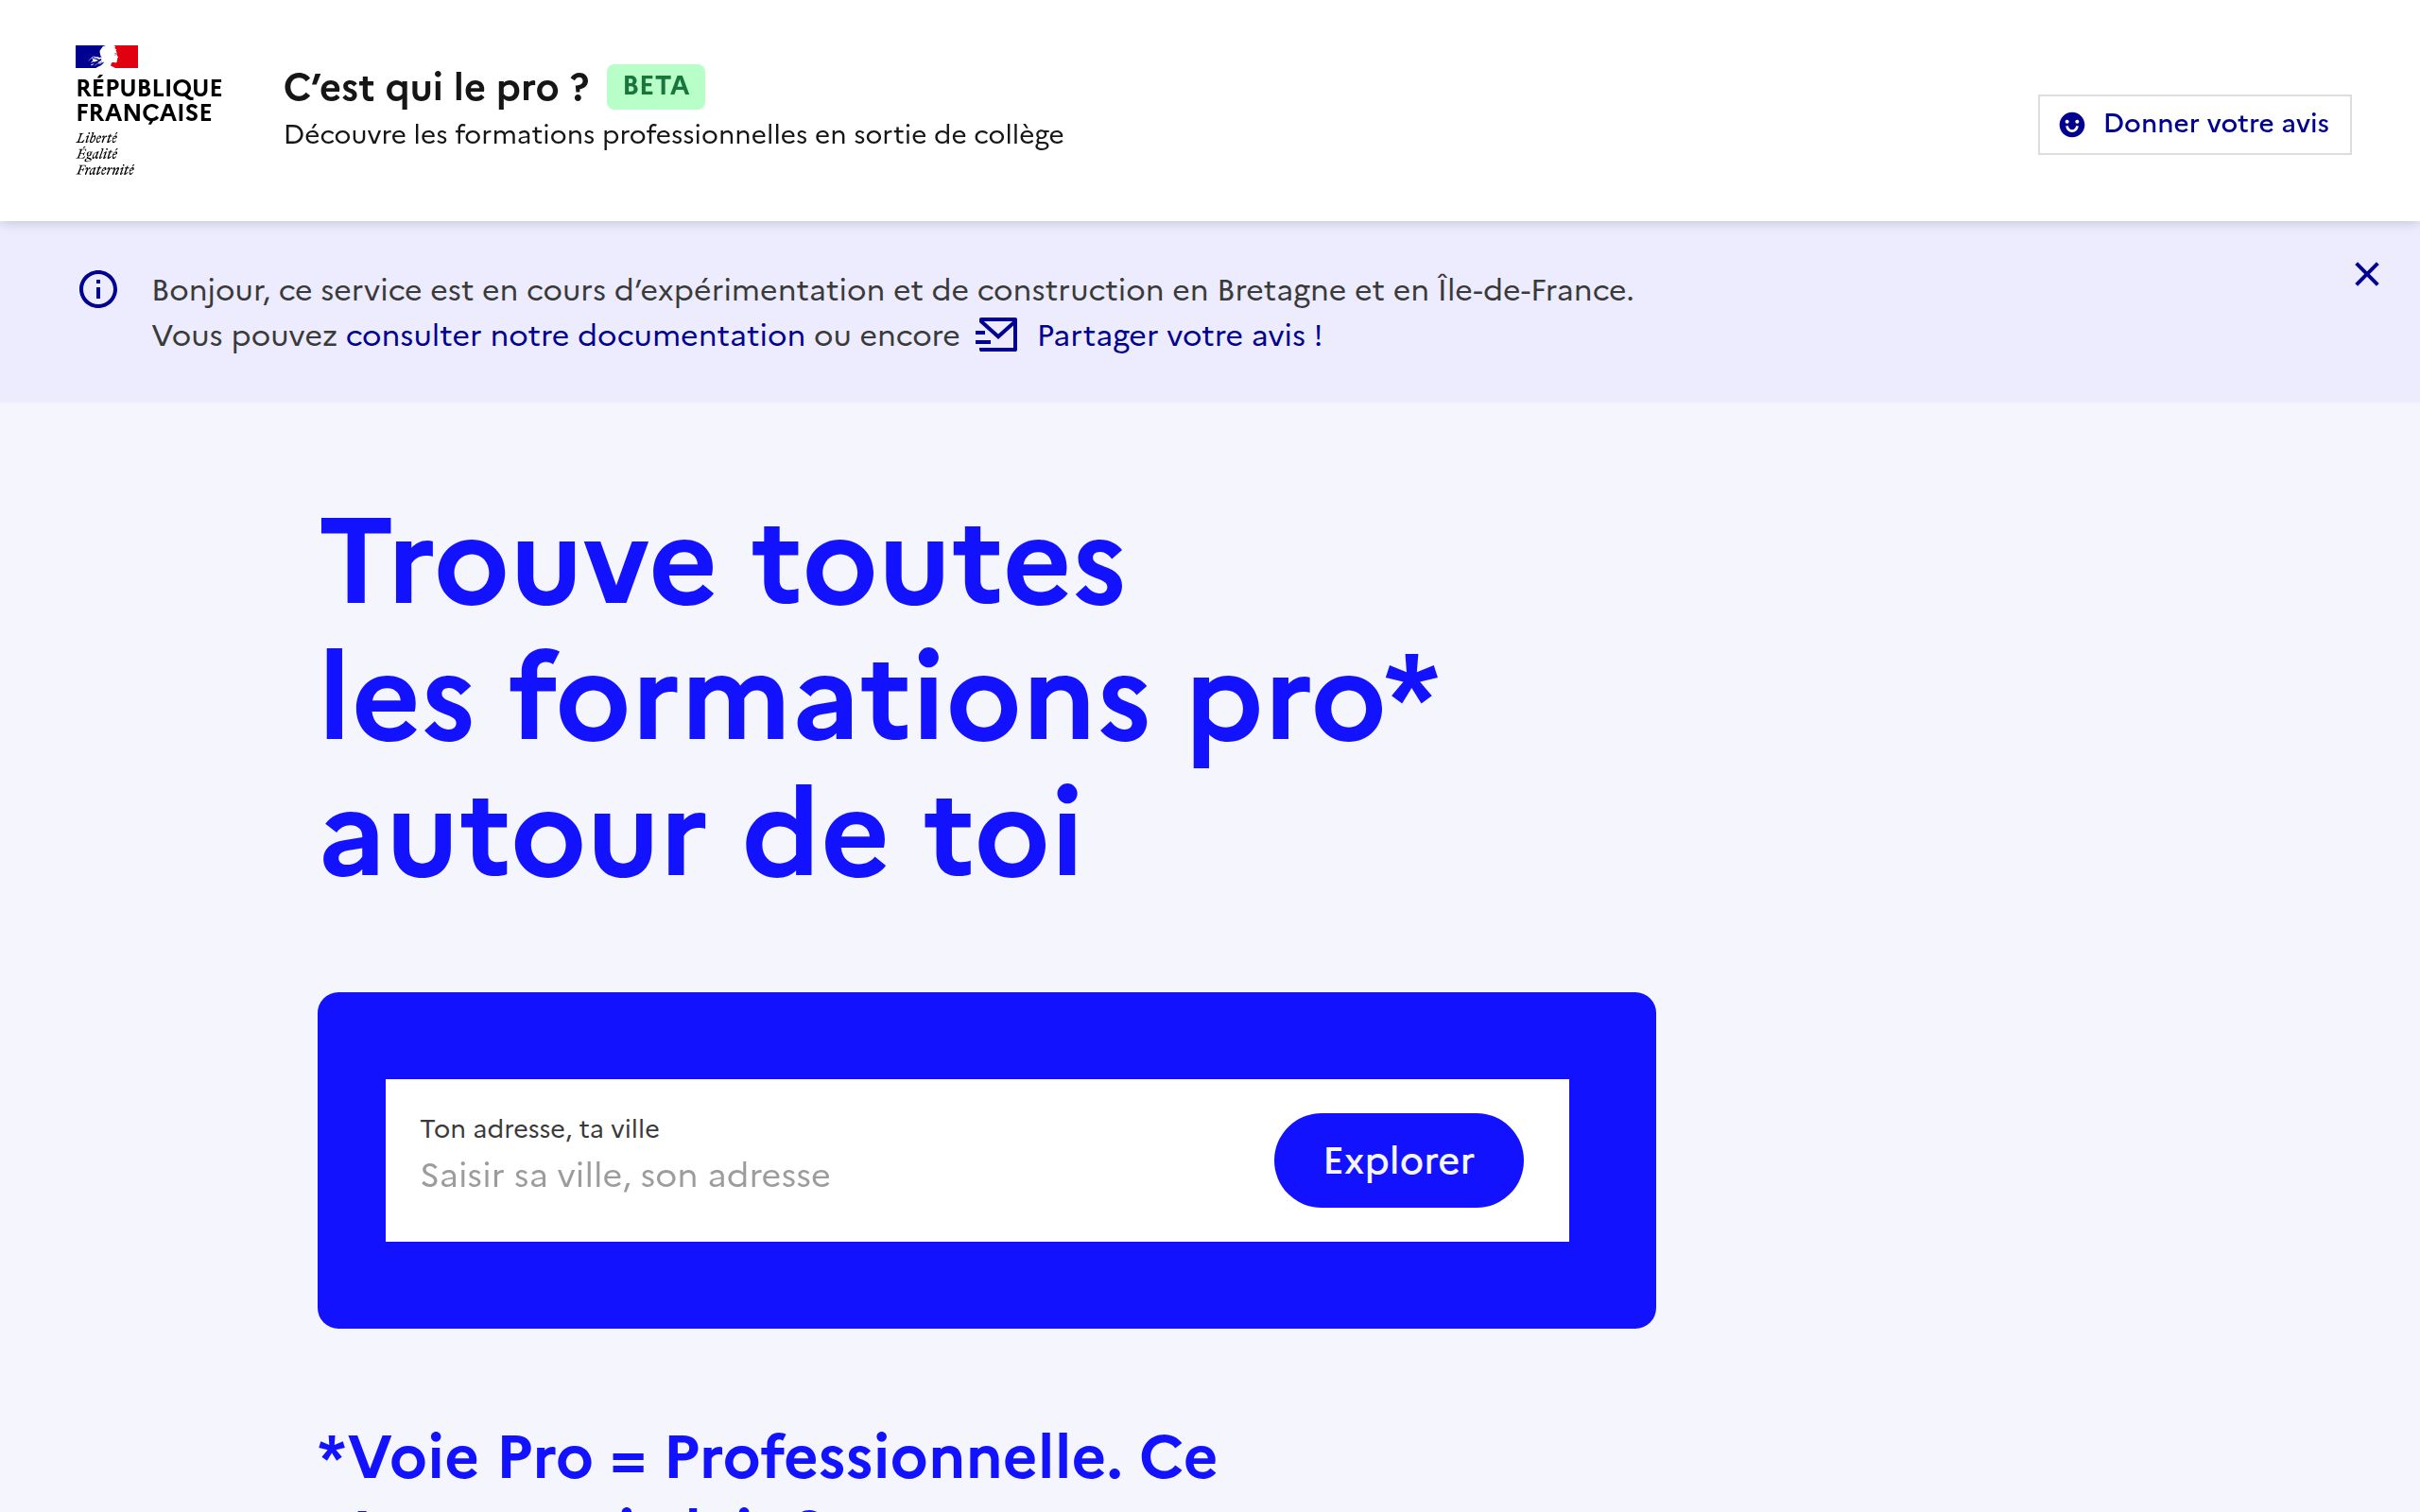 RÉPUBLIQUE
FRANÇAISE
Liberté
Égalité
Fraternité
C’est qui le pro ? BETA
Découvre les formations professionnelles en sortie de collège
Donner votre avis
Bonjour, ce service est en cours d’expérimentation et de construction en Bretagne et en Île-de-France.
Vous pouvez consulter notre documentation ou encore Partager votre avis !
Trouve toutes
les formations pro*
autour de toi
Ton adresse, ta ville
Saisir sa ville, son adresse
Explorer
*Voie Pro = Professionnelle. Ce